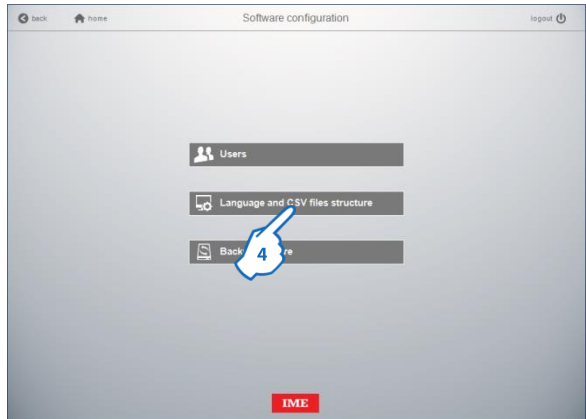 back home Software configuration logout
Users
Language and CSV files structure
4
Back
IME